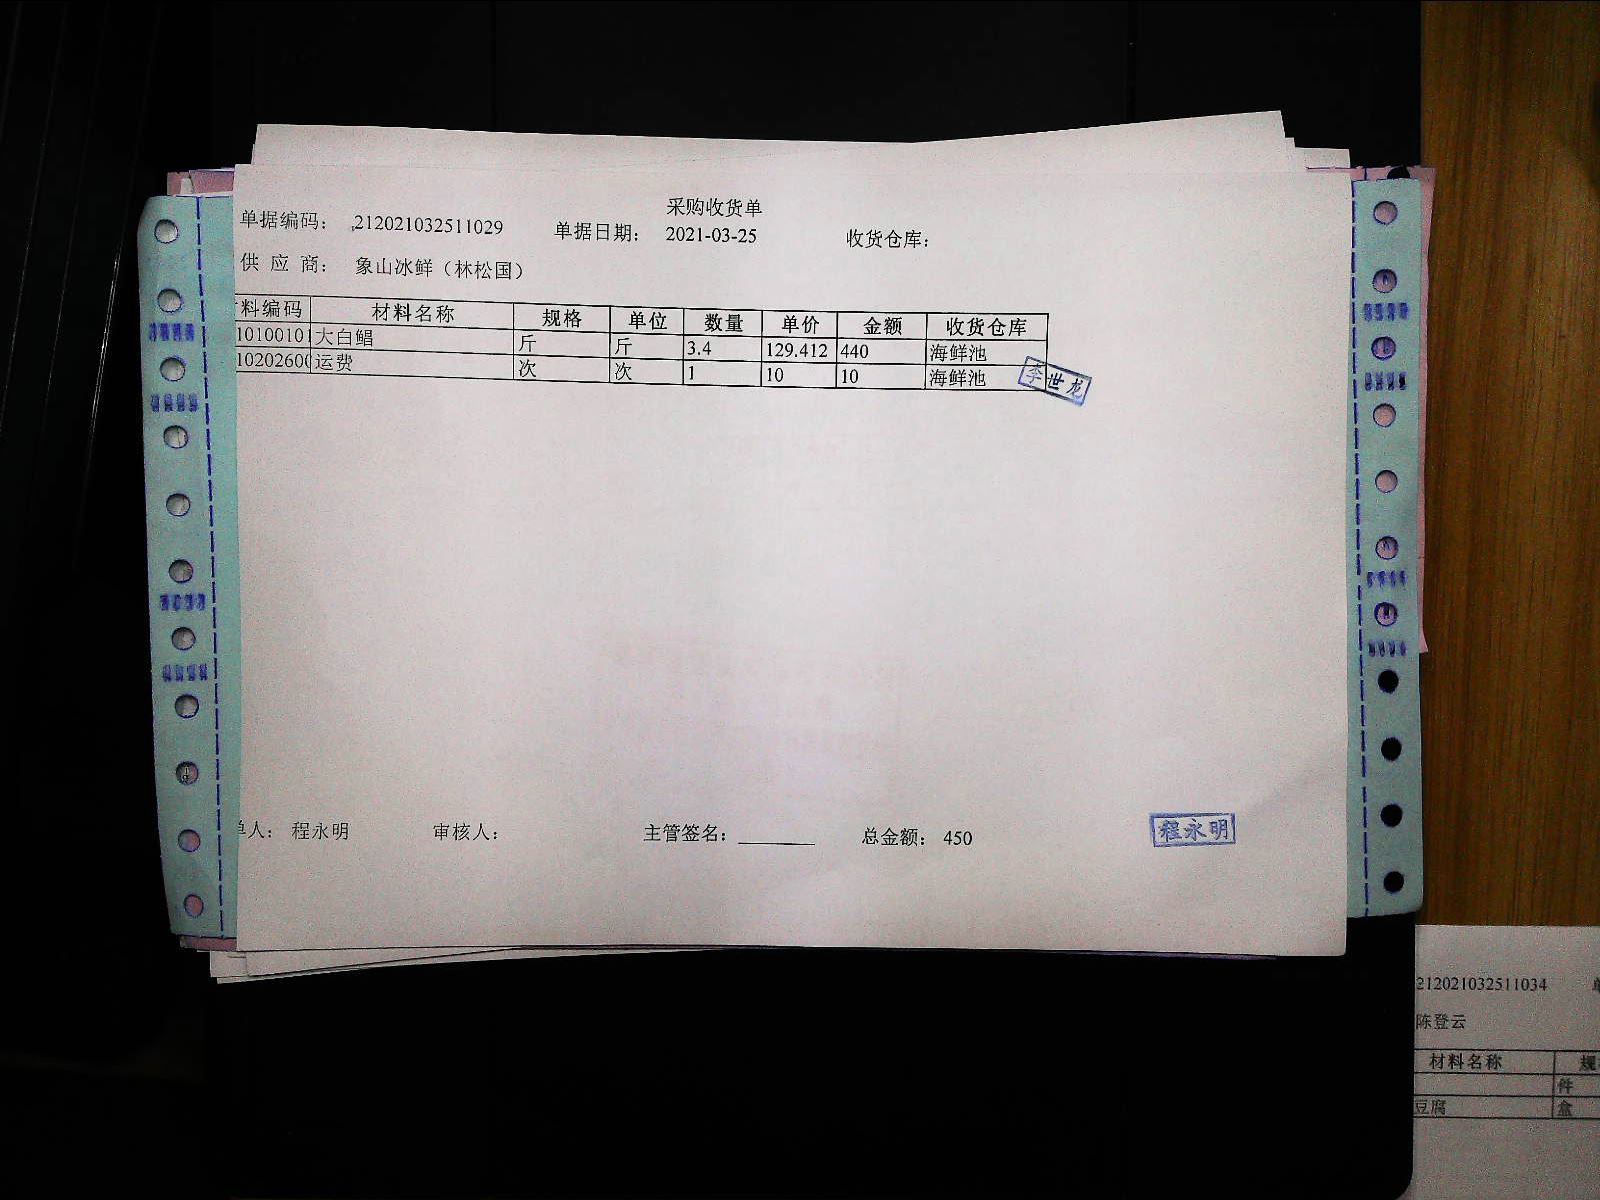 采购收货单
单据编码： ,212021032511029 单据日期： 2021-03-25 收货仓库：
供 应 商： 象山冰鲜（林松国）
料编码 材料名称 规格 单位 数量 单价 金额 收货仓库
10100101 大白鲳 斤 斤 3.4 129.412 440 海鲜池
10202600 运费 次 次 1 10 10 海鲜池
李世龙
单人： 程永明 审核人： 主管签名： 总金额： 450
程永明
212021032511034
陈登云
材料名称 规
件
豆腐 盒